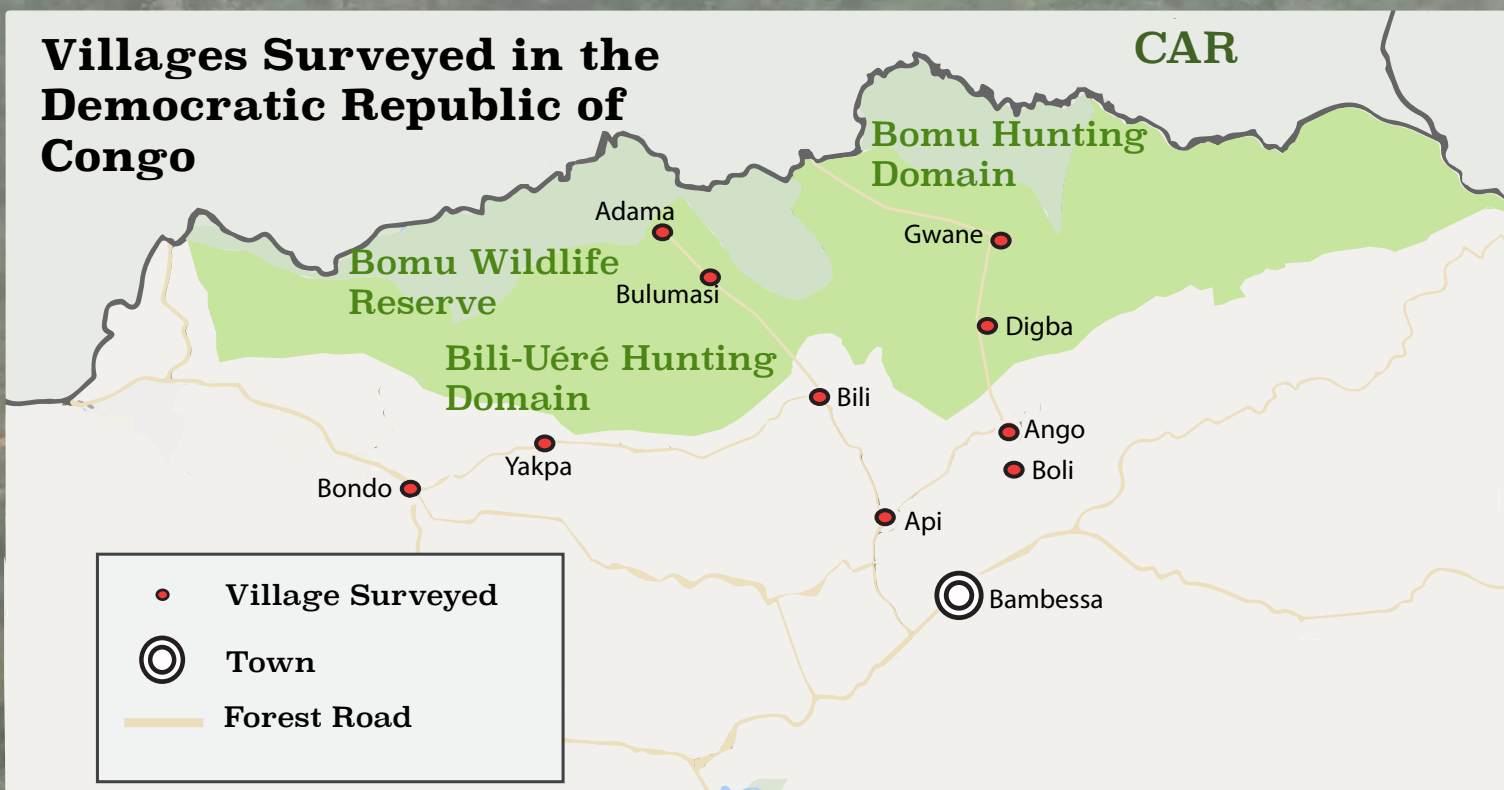 Villages Surveyed in the
Democratic Republic of
Congo
CAR
Bomu Hunting
Domain
Adama
Gwane
Bomu Wildlife
Reserve
Bulumasi
Digba
Bili-Uéré Hunting
Domain
Bili
Ango
Yakpa
Boli
Bondo
Api
Village Surveyed
Bambessa
Town
Forest Road